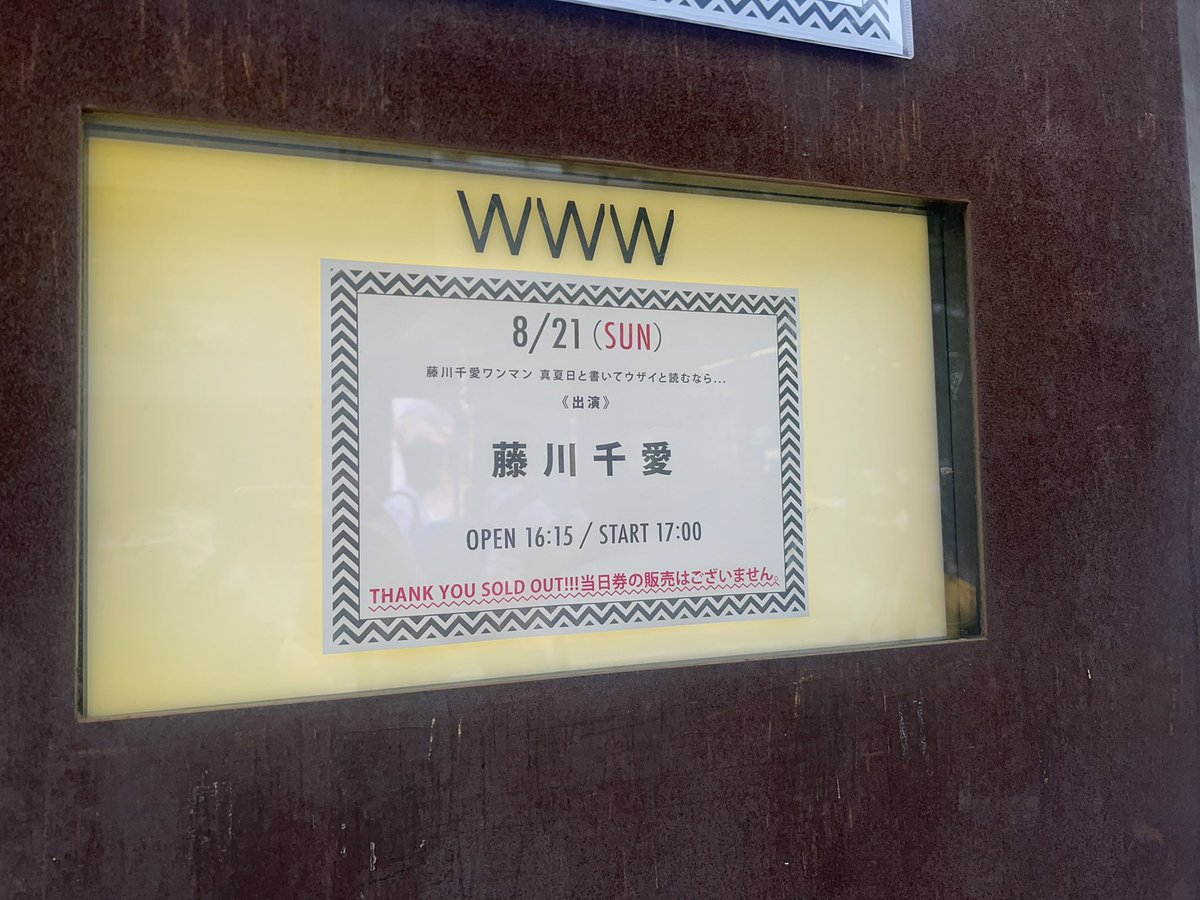 WWW
8/21（SUN）
藤川千愛ワンマン 真夏日と書いてウザイと読むなら...
《出演》
藤川千愛
OPEN 16:15 / START 17:00
THANK YOU SOLD OUT!!!当日券の販売はございません。